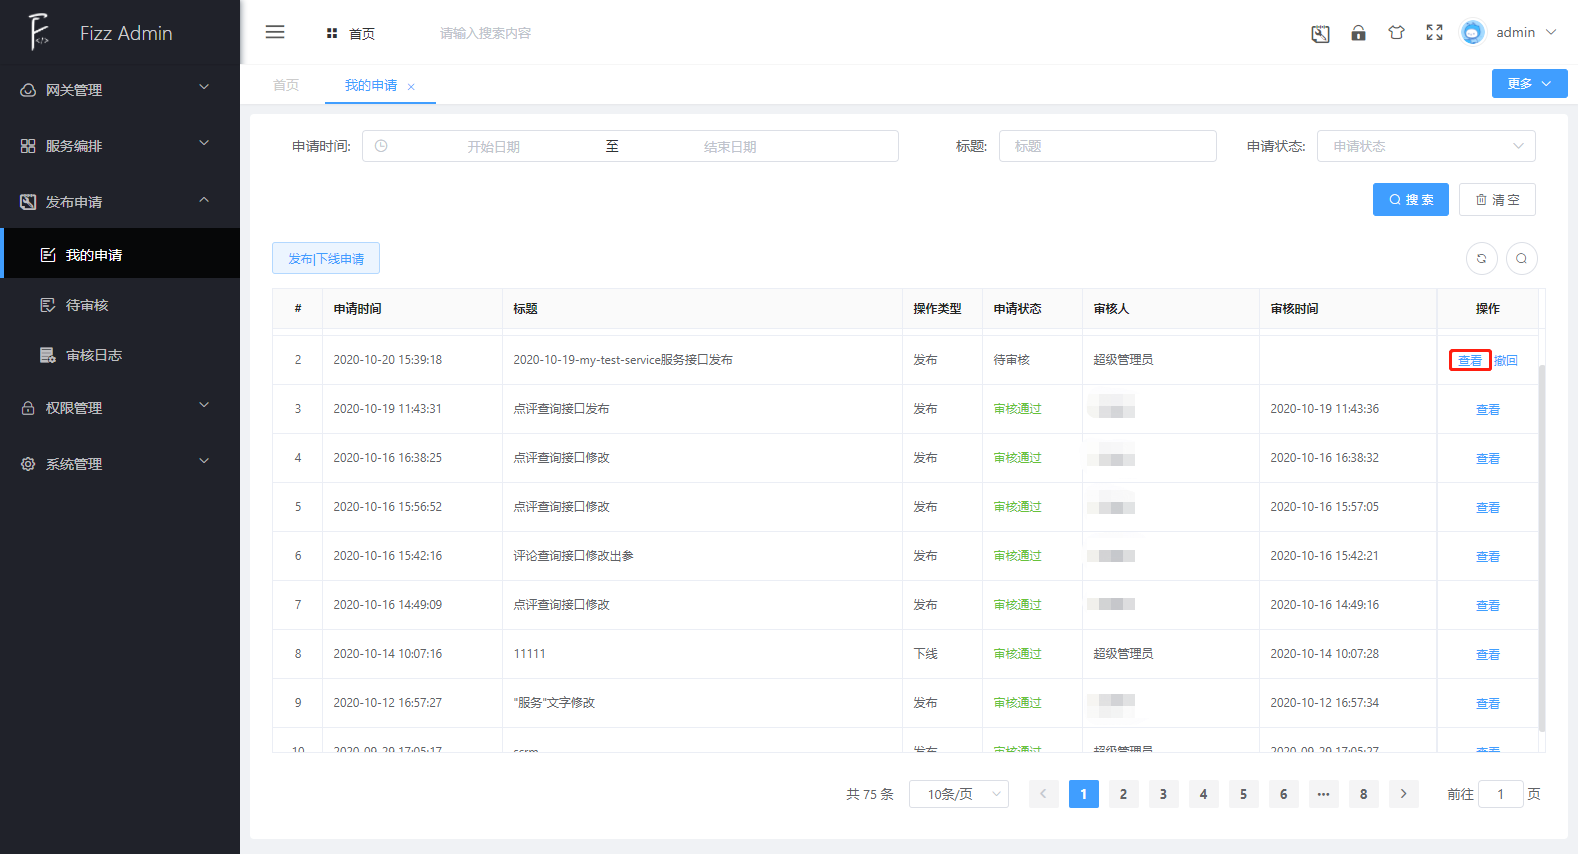 Fizz Admin
网关管理
服务编排
发布申请
我的申请
待审核
审核日志
权限管理
系统管理
首页
请输入搜索内容
admin
首页
我的申请 ×
更多
申请时间: 开始日期 至 结束日期
标题: 标题
申请状态: 申请状态
搜 索
清 空
发布|下线申请
# 申请时间 标题 操作类型 申请状态 审核人 审核时间 操作
2 2020-10-20 15:39:18 2020-10-19-my-test-service服务接口发布 发布 待审核 超级管理员 查看 撤回
3 2020-10-19 11:43:31 点评查询接口发布 发布 审核通过 2020-10-19 11:43:36 查看
4 2020-10-16 16:38:25 点评查询接口修改 发布 审核通过 2020-10-16 16:38:32 查看
5 2020-10-16 15:56:52 点评查询接口修改 发布 审核通过 2020-10-16 15:57:05 查看
6 2020-10-16 15:42:16 评论查询接口修改出参 发布 审核通过 2020-10-16 15:42:21 查看
7 2020-10-16 14:49:09 点评查询接口修改 发布 审核通过 2020-10-16 14:49:16 查看
8 2020-10-14 10:07:16 11111 下线 审核通过 超级管理员 2020-10-14 10:07:28 查看
9 2020-10-12 16:57:27 "服务"文字修改 发布 审核通过 2020-10-12 16:57:34 查看
10 2020-09-29 17:05:17 发布 审核通过 超级管理员 2020-09-29 17:05:27 查看
共 75 条 10条/页 1 2 3 4 5 6 ••• 8 前往 1 页